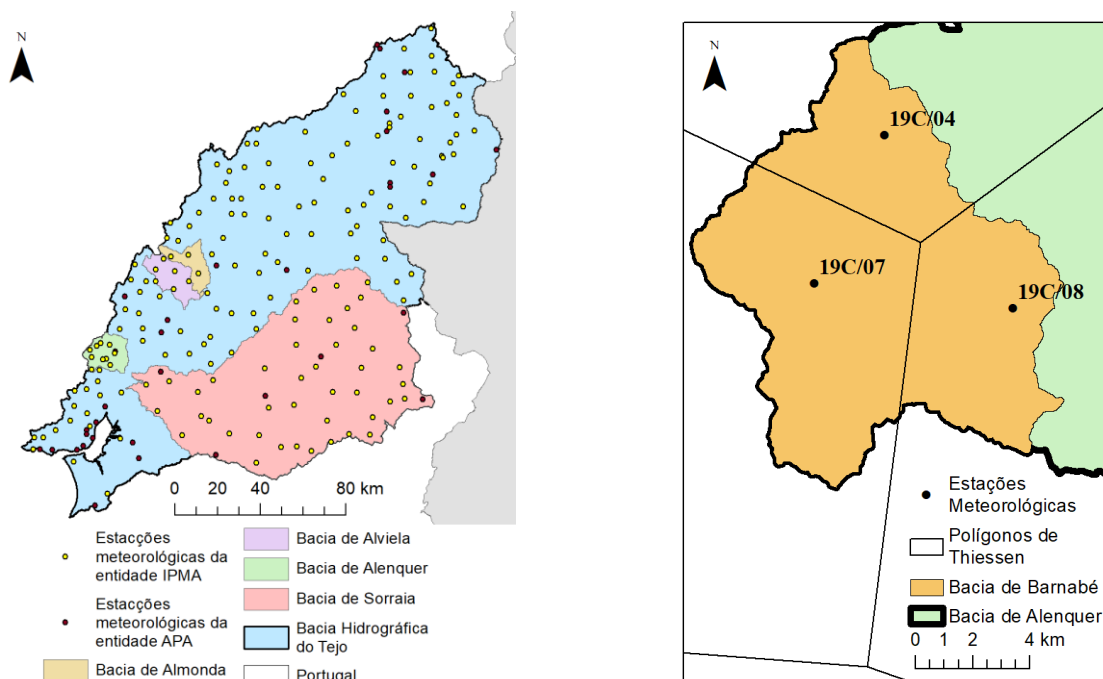 N
0 20 40 80 km
Estacções
meteorológicas da
entidade IPMA
Estacções
meteorológicas da
entidade APA
Bacia de Almonda
Bacia de Alviela
Bacia de Alenquer
Bacia de Sorraia
Bacia Hidrográfica
do Tejo
Portugal
N
19C/04
19C/07
19C/08
Estações
Meteorológicas
Polígonos de
Thiessen
Bacia de Barnabé
Bacia de Alenquer
0 1 2 4 km